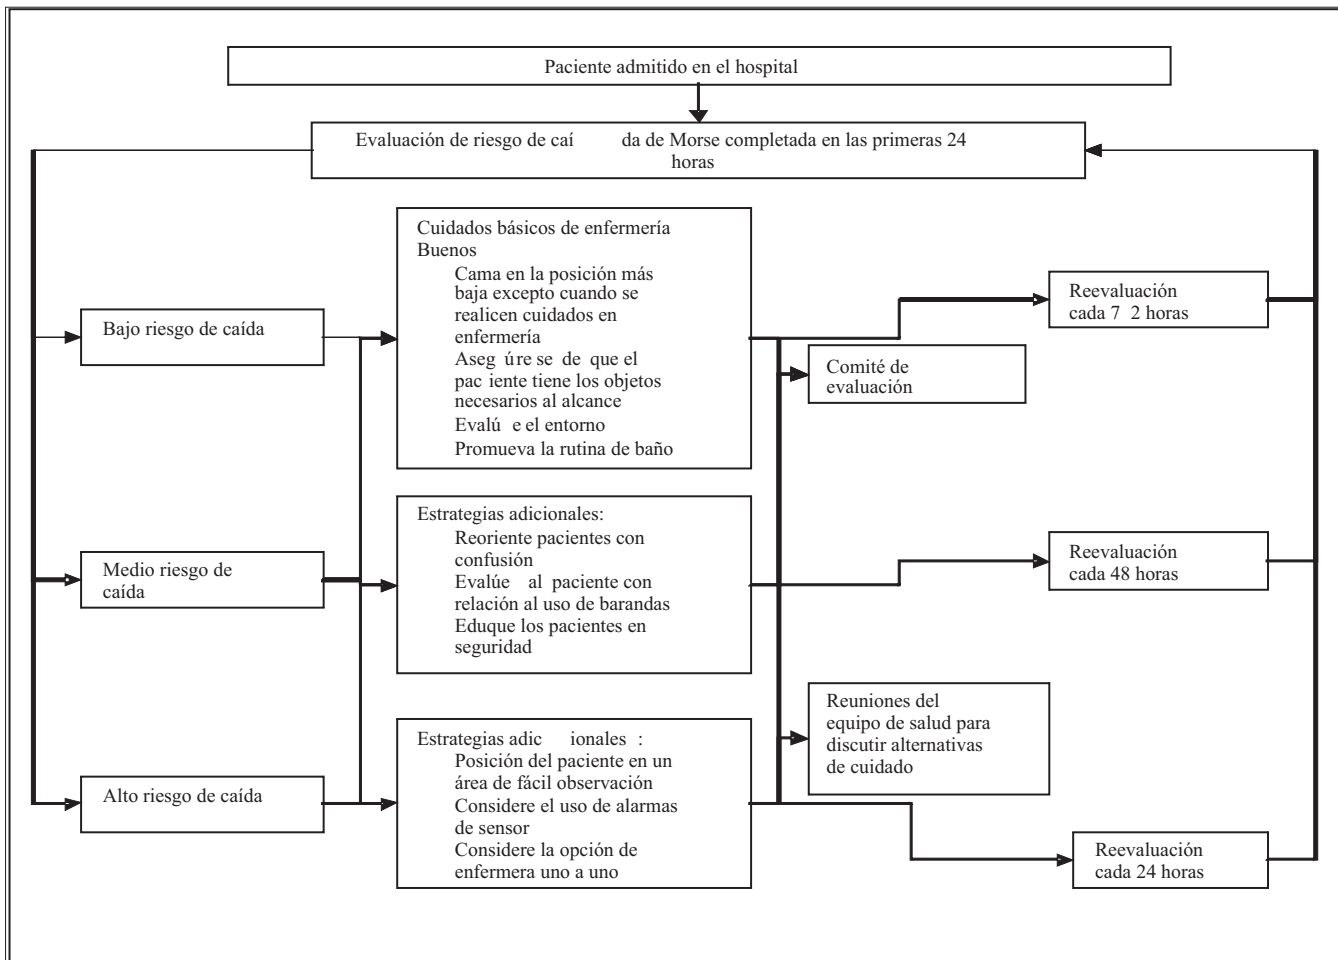 Paciente admitido en el hospital
Evaluación de riesgo de caí da de Morse completada en las primeras 24
horas
Bajo riesgo de caída
Medio riesgo de
caída
Alto riesgo de caída
Cuidados básicos de enfermería
Buenos
Cama en la posición más
baja excepto cuando se
realicen cuidados en
enfermería
Aseg úre se de que el
pac iente tiene los objetos
necesarios al alcance
Evalú e el entorno
Promueva la rutina de baño
Estrategias adicionales:
Reoriente pacientes con
confusión
Evalúe al paciente con
relación al uso de barandas
Eduque los pacientes en
seguridad
Estrategias adic ionales :
Posición del paciente en un
área de fácil observación
Considere el uso de alarmas
de sensor
Considere la opción de
enfermera uno a uno
Comité de
evaluación
Reuniones del
equipo de salud para
discutir alternativas
de cuidado
Reevaluación
cada 7 2 horas
Reevaluación
cada 48 horas
Reevaluación
cada 24 horas